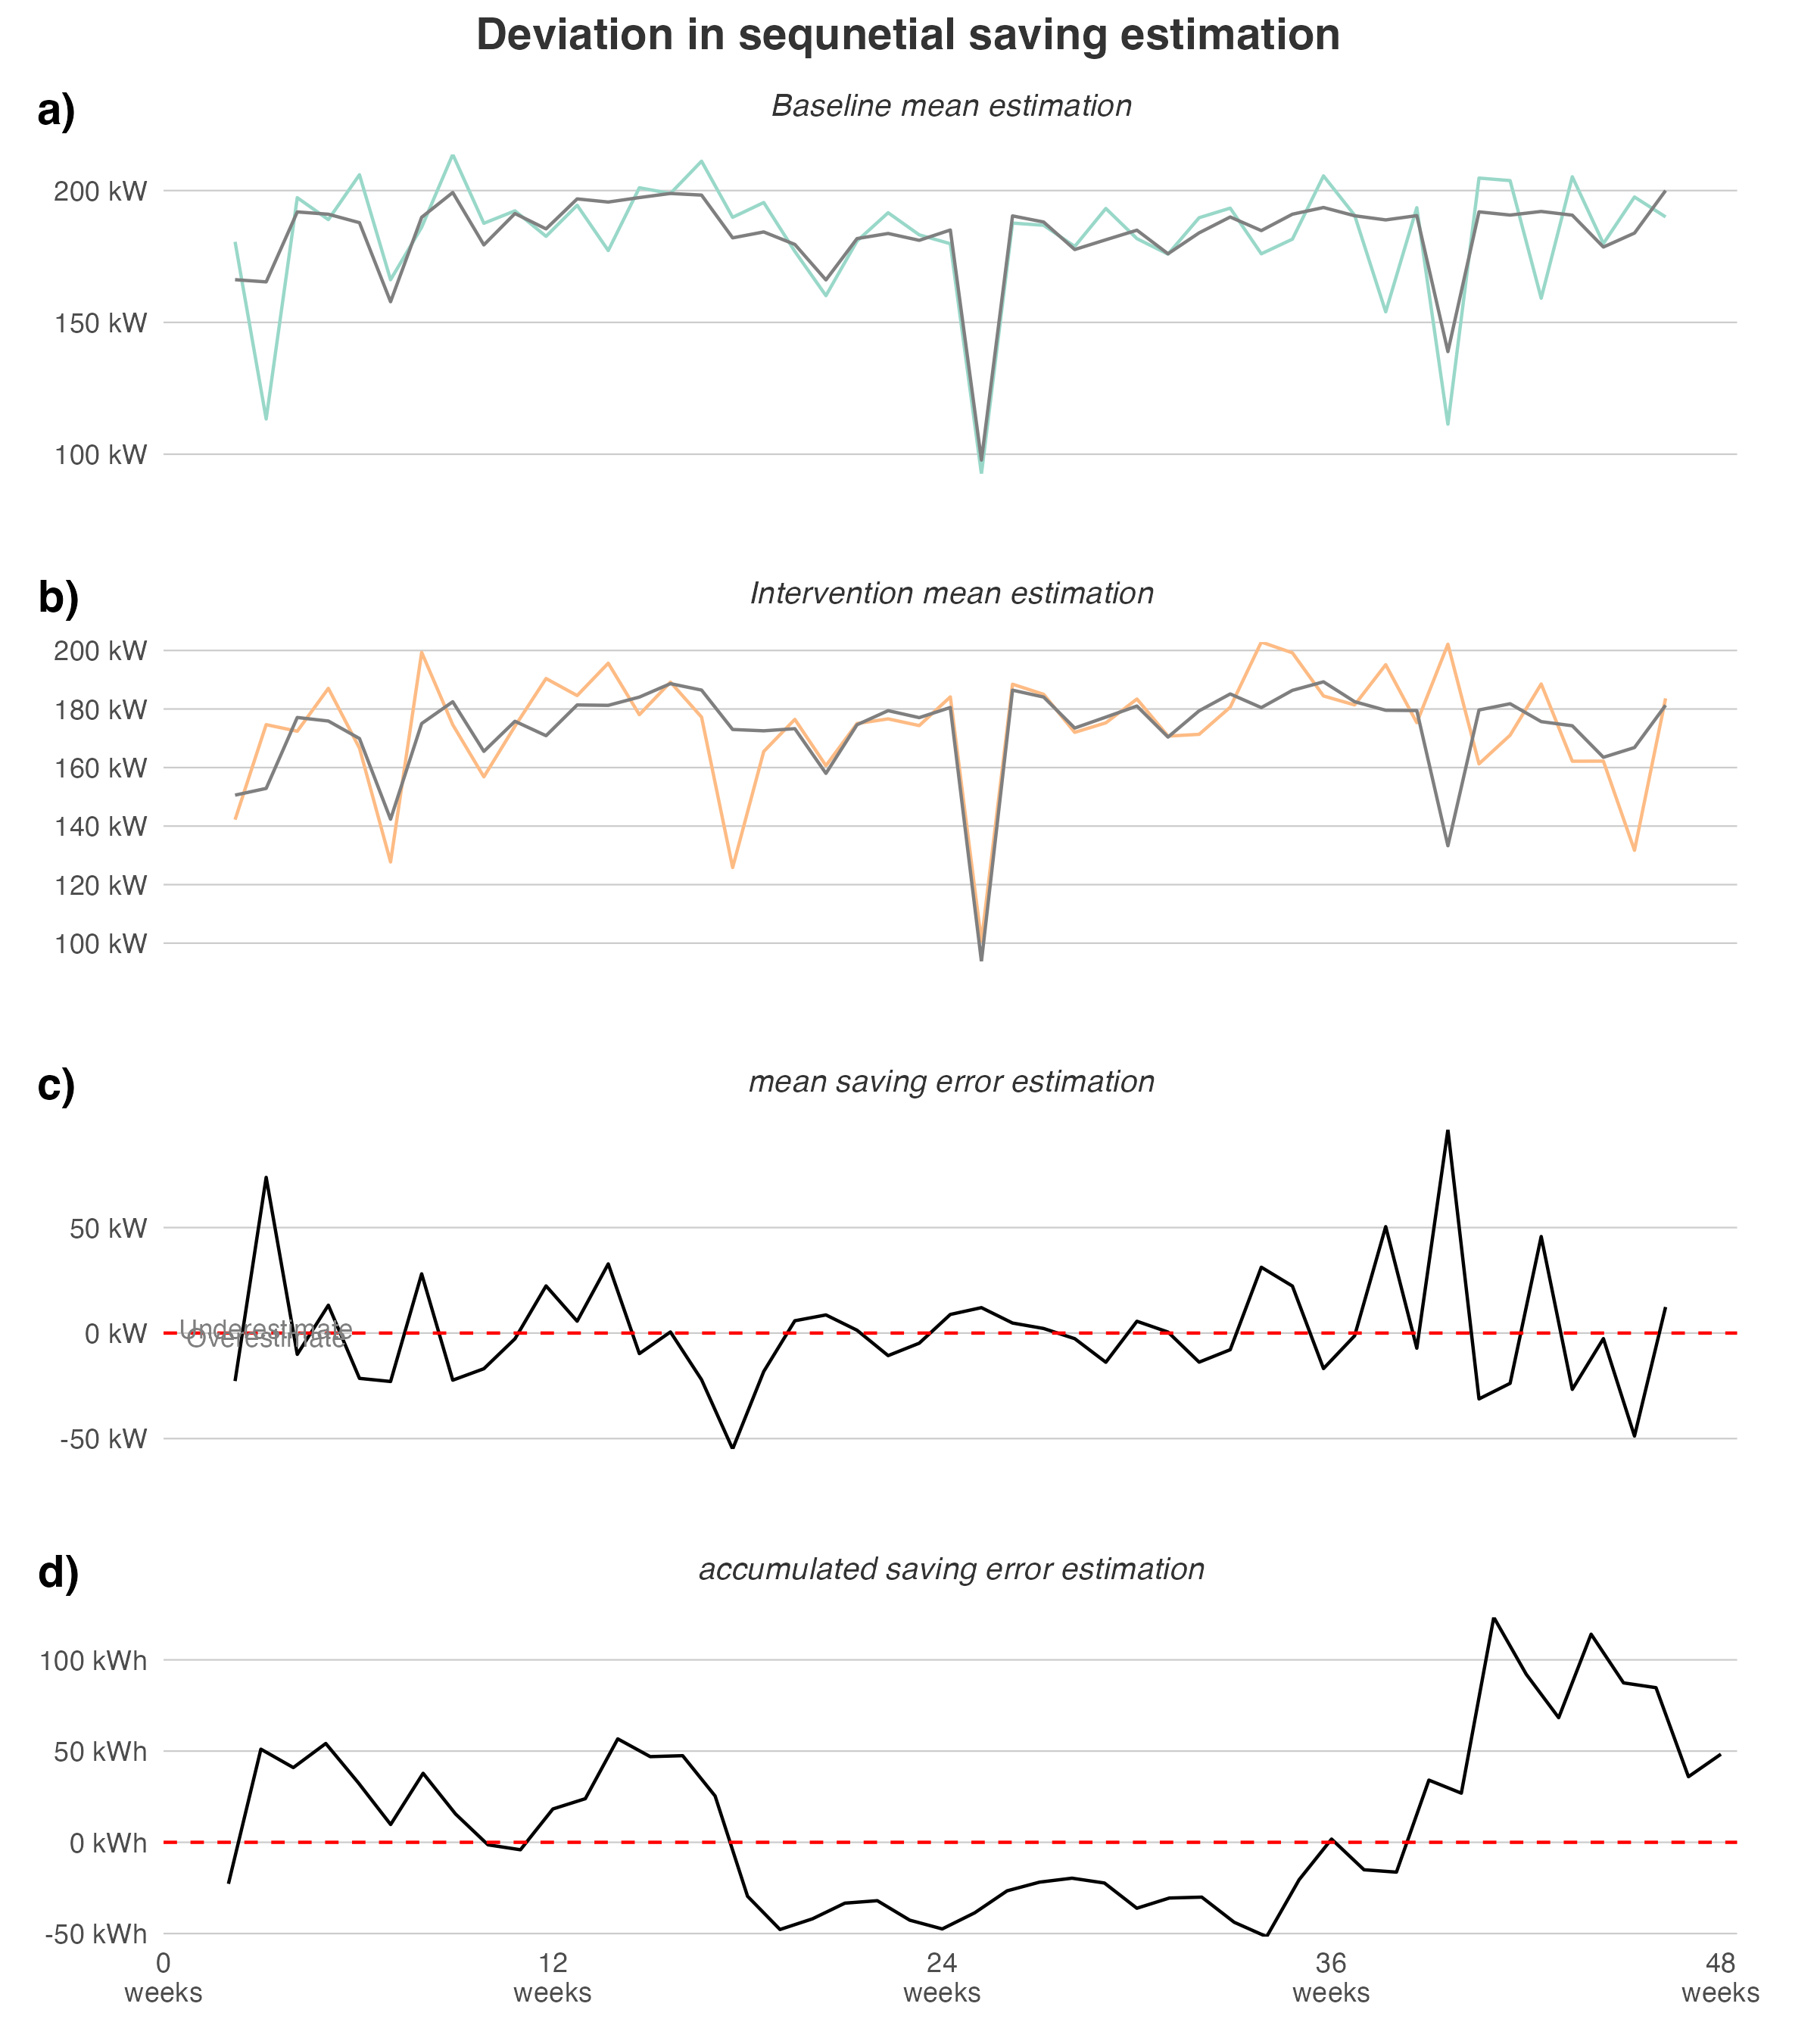 Deviation in sequnetial saving estimation
a)
Baseline mean estimation
200 kW
150 kW
100 kW
b)
Intervention mean estimation
200 kW
180 kW
160 kW
140 kW
120 kW
100 kW
c)
mean saving error estimation
50 kW
Underestimate
0 kW
Overestimate
-50 kW
d)
accumulated saving error estimation
100 kWh
50 kWh
0 kWh
-50 kWh
0 12 24 36 48
weeks weeks weeks weeks weeks